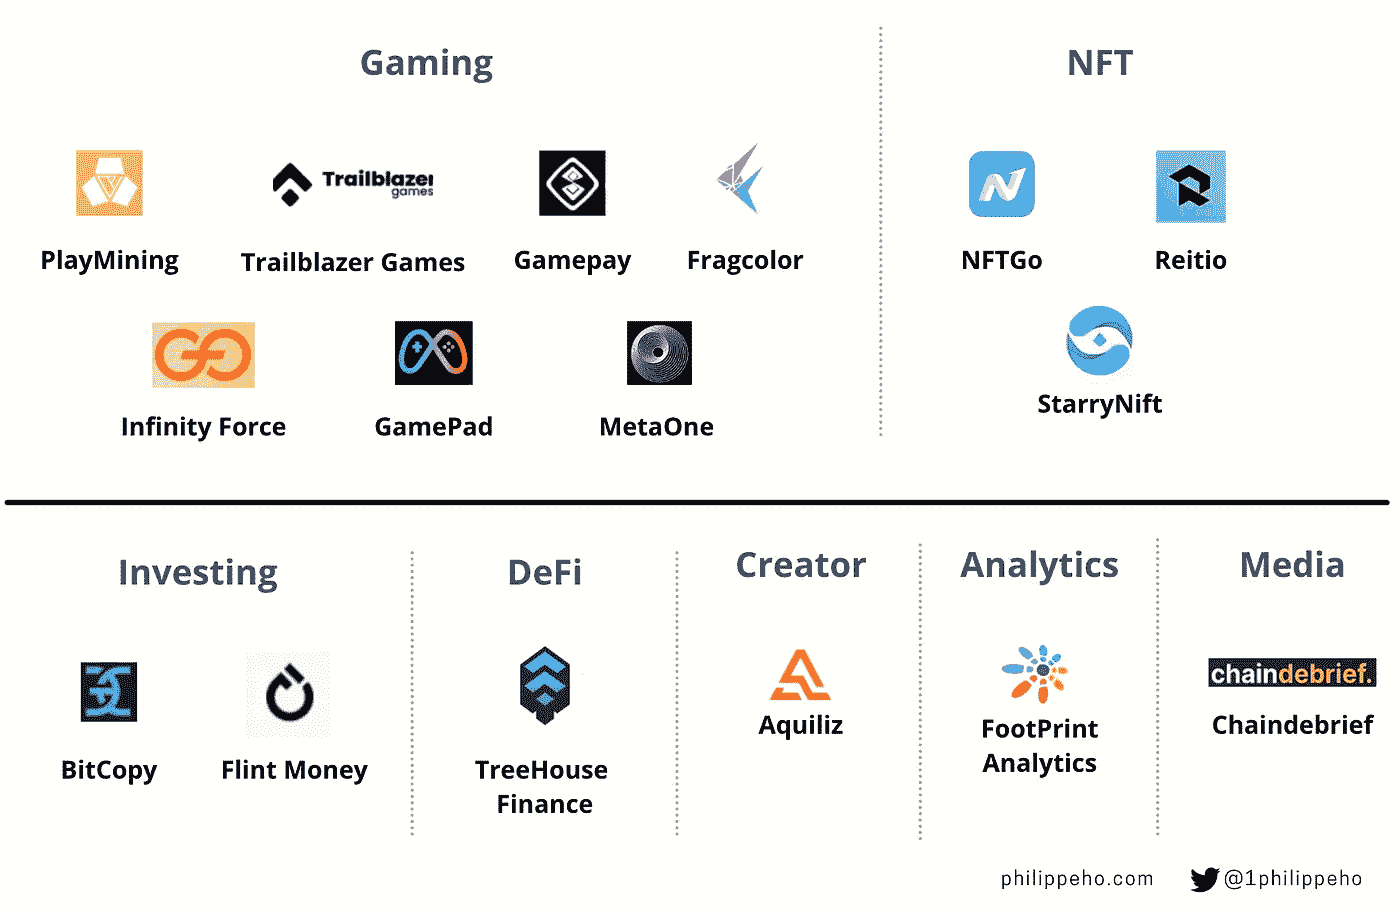 Gaming
NFT
Trailblazer
games
PlayMining
Trailblazer Games
Gamepay
Fragcolor
NFTGo
Reitio
Infinity Force
GamePad
MetaOne
StarryNift
Investing
DeFi
Creator
Analytics
Media
chaindebrief.
BitCopy
Flint Money
TreeHouse
Finance
Aquiliz
FootPrint
Analytics
Chaindebrief
philippeho.com
@1philippeho